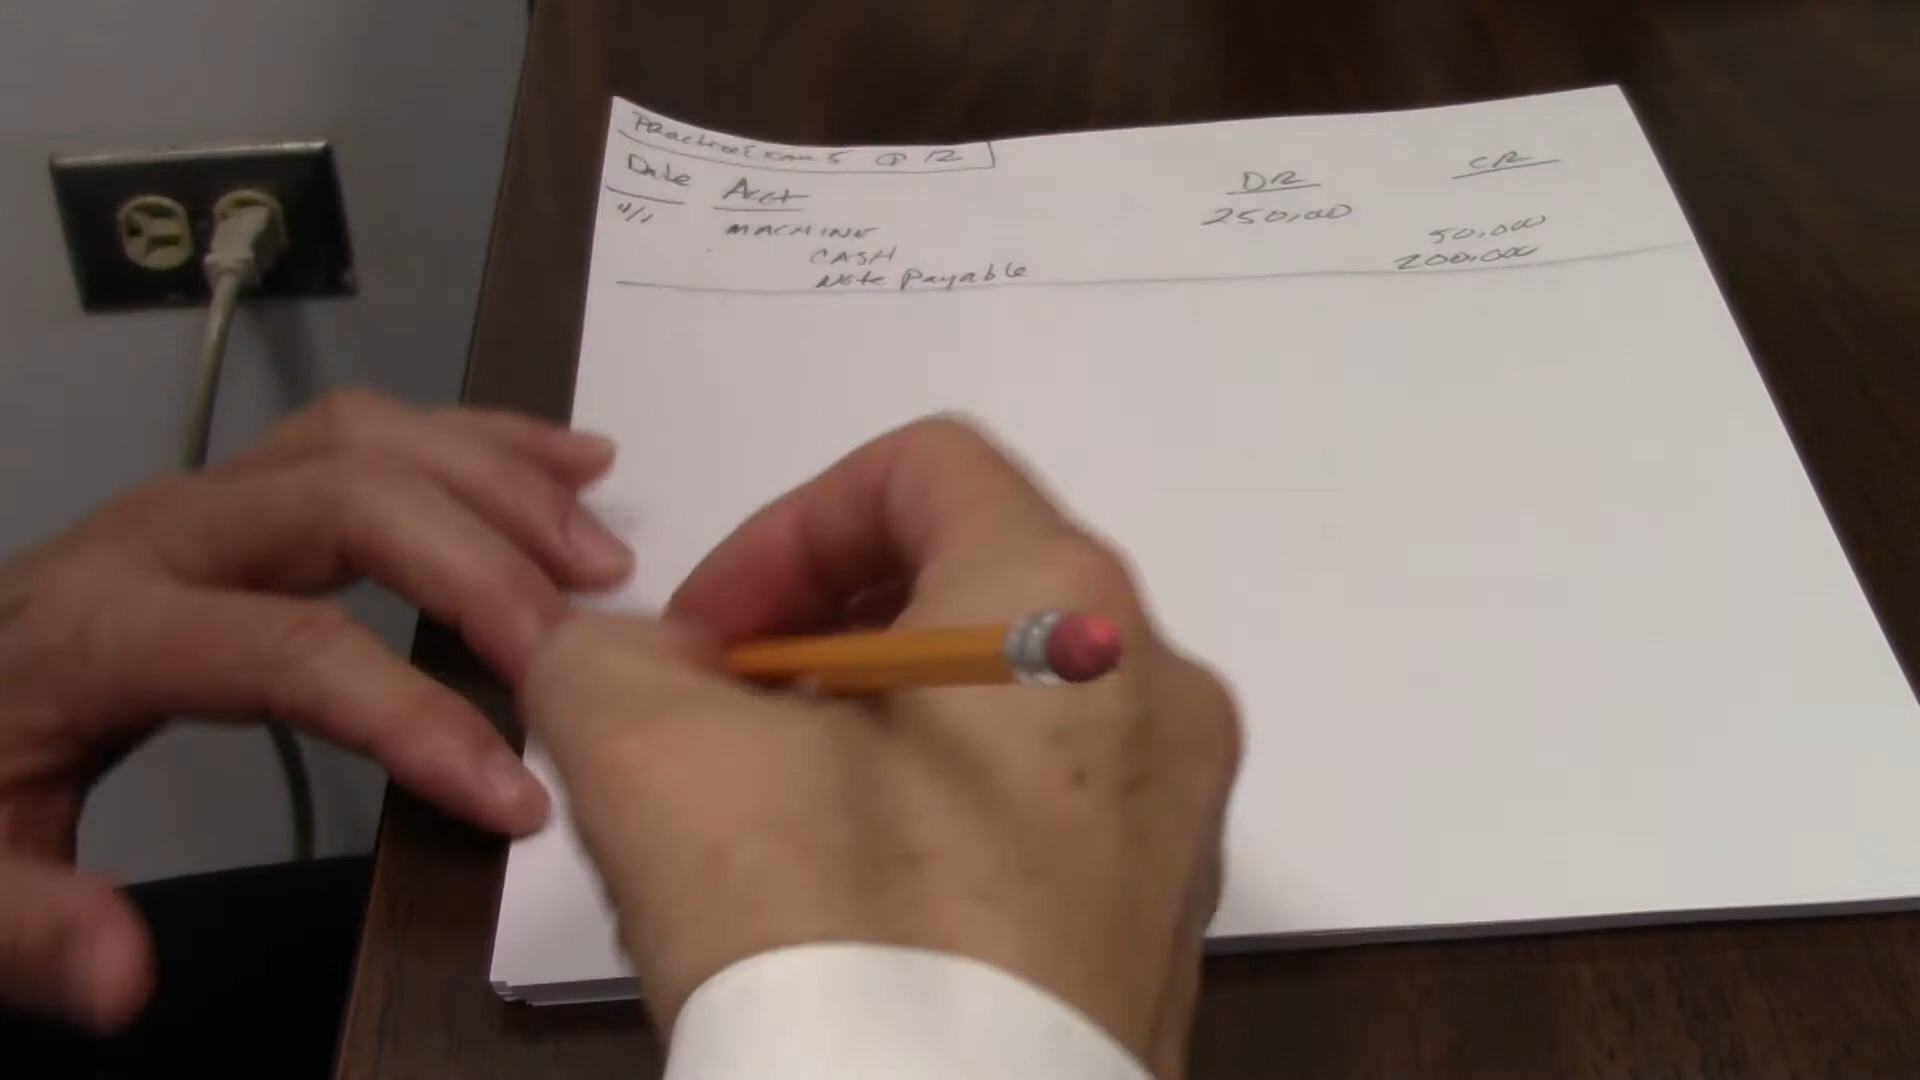 Practice Exam 5 Q 12
Date Acct DR CR
4/1 MACHINE 250,000
CASH 50,000
Note Payable 200,000